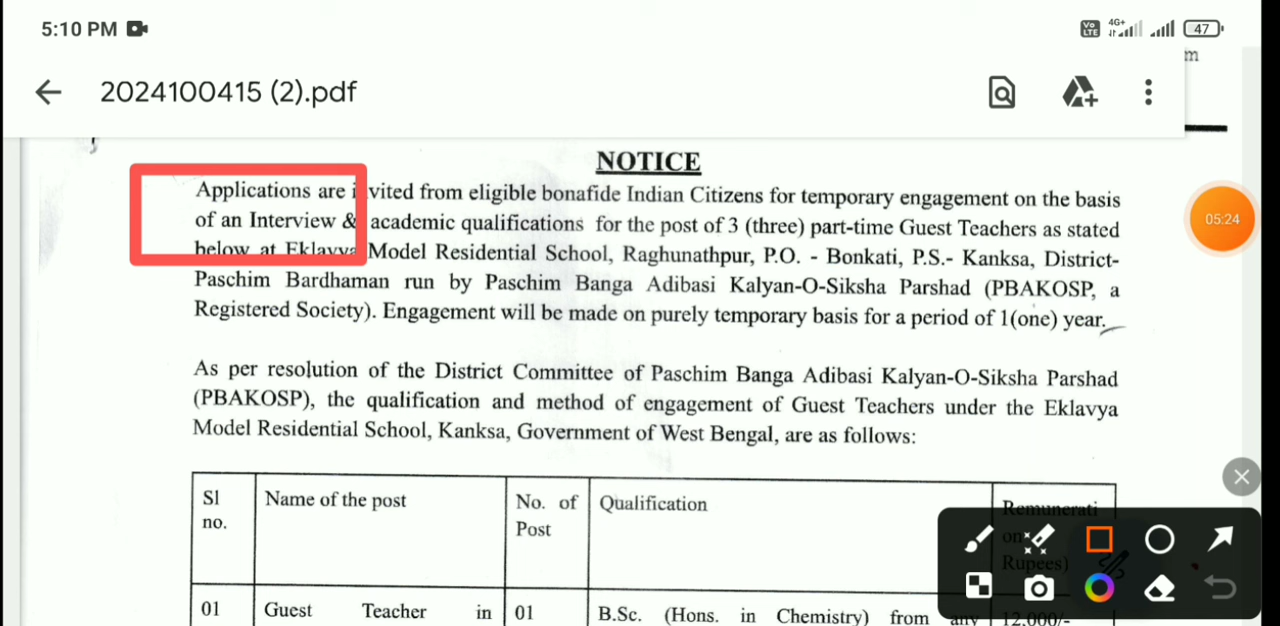 5:10 PM
Vo LTE 4G+ 47
2024100415 (2).pdf
m
NOTICE
Applications are invited from eligible bonafide Indian Citizens for temporary engagement on the basis
of an Interview & academic qualifications for the post of 3 (three) part-time Guest Teachers as stated
below at Eklavya Model Residential School, Raghunathpur, P.O. - Bonkati, P.S.- Kanksa, District-
Paschim Bardhaman run by Paschim Banga Adibasi Kalyan-O-Siksha Parshad (PBAKOSP, a
Registered Society). Engagement will be made on purely temporary basis for a period of 1(one) year.
05:24
As per resolution of the District Committee of Paschim Banga Adibasi Kalyan-O-Siksha Parshad
(PBAKOSP), the qualification and method of engagement of Guest Teachers under the Eklavya
Model Residential School, Kanksa, Government of West Bengal, are as follows:
Sl no.
Name of the post
No. of Post
Qualification
Remunerati
on
Rupees)
01
Guest Teacher in
01
B.Sc. (Hons. in Chemistry) from any
12,000/-